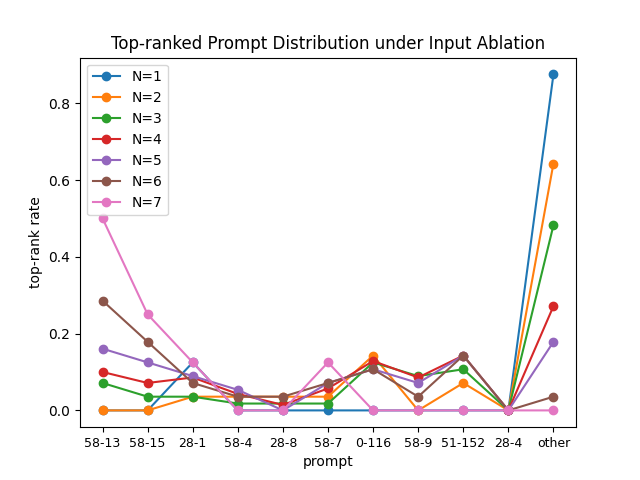 Top-ranked Prompt Distribution under Input Ablation
N=1
N=2
N=3
N=4
N=5
N=6
N=7
top-rank rate
0.8
0.6
0.4
0.2
0.0
58-13 58-15 28-1 58-4 28-8 58-7 0-116 58-9 51-152 28-4 other
prompt